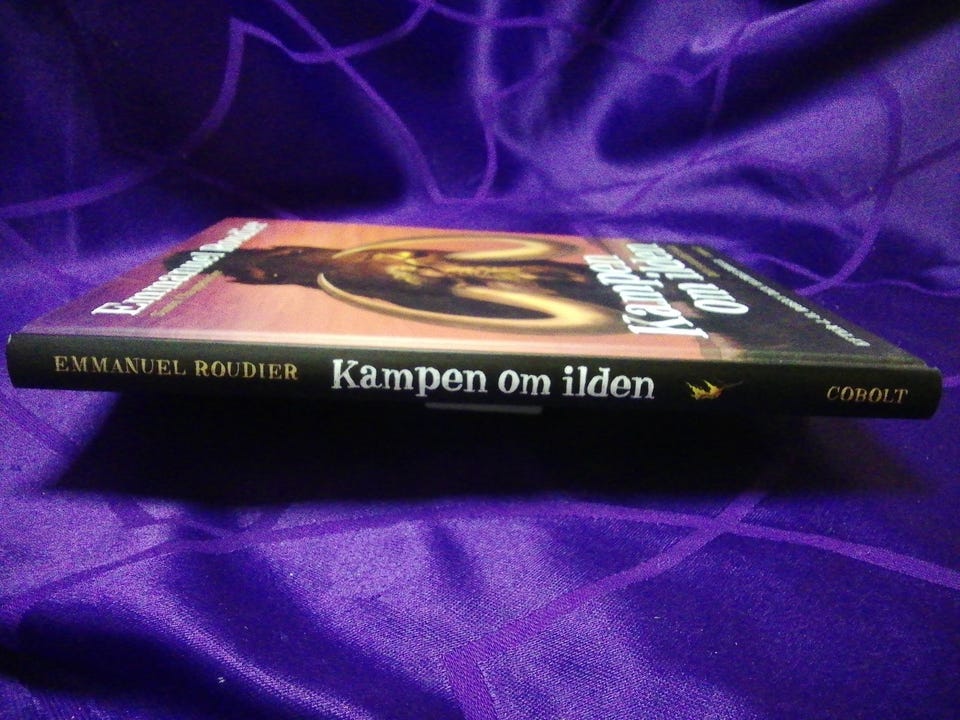 EMMANUEL ROUDIER Kampen om ilden COBOLT
Emmanuel Roudier
Kampen
om ilden